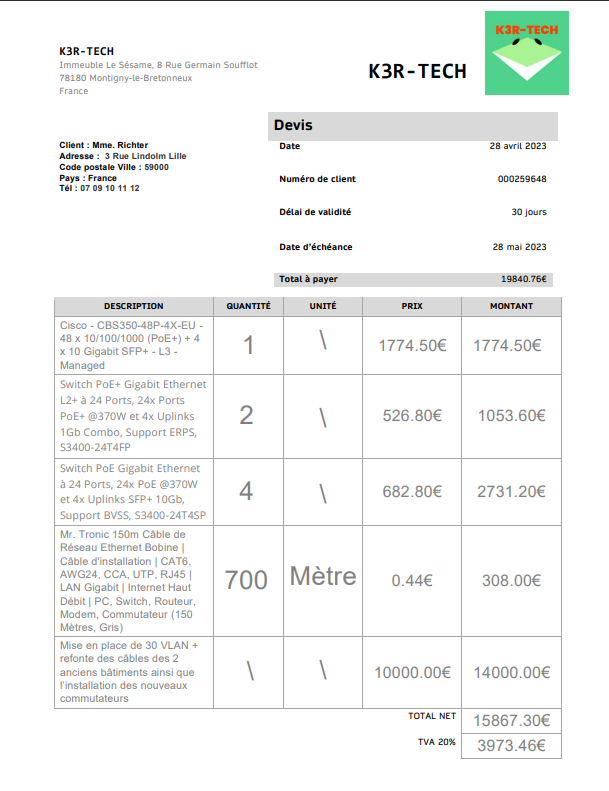 K3R-TECH
Immeuble Le Sésame, 8 Rue Germain Soufflot
78180 Montigny-le-Bretonneux
France
K3R-TECH
K3R-TECH
Devis
Client : Mme. Richter
Adresse : 3 Rue Lindolm Lille
Code postale Ville : 59000
Pays : France
Tél : 07 09 10 11 12
Date 28 avril 2023
Numéro de client 000259648
Délai de validité 30 jours
Date d'échéance 28 mai 2023
Total à payer 19840.76€
DESCRIPTION QUANTITÉ UNITÉ PRIX MONTANT
Cisco - CBS350-48P-4X-EU -
48 x 10/100/1000 (PoE+) + 4
x 10 Gigabit SFP+ - L3 -
Managed
1 \ 1774.50€ 1774.50€
Switch PoE+ Gigabit Ethernet
L2+ à 24 Ports, 24x Ports
PoE+ @370W et 4x Uplinks
1Gb Combo, Support ERPS,
S3400-24T4FP
2 \ 526.80€ 1053.60€
Switch PoE Gigabit Ethernet
à 24 Ports, 24x PoE @370W
et 4x Uplinks SFP+ 10Gb,
Support BVSS, S3400-24T4SP
4 \ 682.80€ 2731.20€
Mr. Tronic 150m Câble de
Réseau Ethernet Bobine |
Câble d'installation | CAT6,
AWG24, CCA, UTP, RJ45 |
LAN Gigabit | Internet Haut
Débit | PC, Switch, Routeur,
Modem, Commutateur (150
Mètres, Gris)
700 Mètre 0.44€ 308.00€
Mise en place de 30 VLAN +
refonte des câbles des 2
anciens bâtiments ainsi que
l'installation des nouveaux
commutateurs
\ \ 10000.00€ 14000.00€
TOTAL NET 15867.30€
TVA 20% 3973.46€